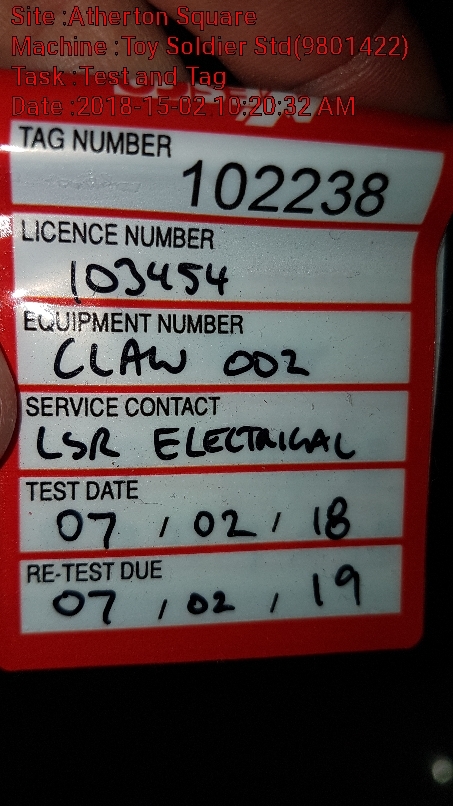 Site :Atherton Square
Machine :Toy Soldier Std(9801422)
Task :Test and Tag
Date :2018-15-02 10:20:32 AM
TAG NUMBER
102238
LICENCE NUMBER
103454
EQUIPMENT NUMBER
CLAW 002
SERVICE CONTACT
LSR ELECTRICAL
TEST DATE
07 / 02 / 18
RE-TEST DUE
07 / 02 / 19